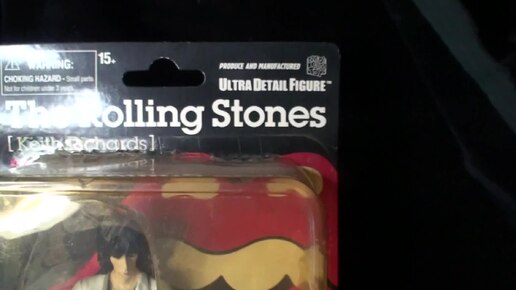 WARNING:
CHOKING HAZARD - Small parts
Not for children under 3 years.
15+
PRODUCE AND MANUFACTURED
ULTRA DETAIL FIGURE™
The Rolling Stones
[Keith Richards]